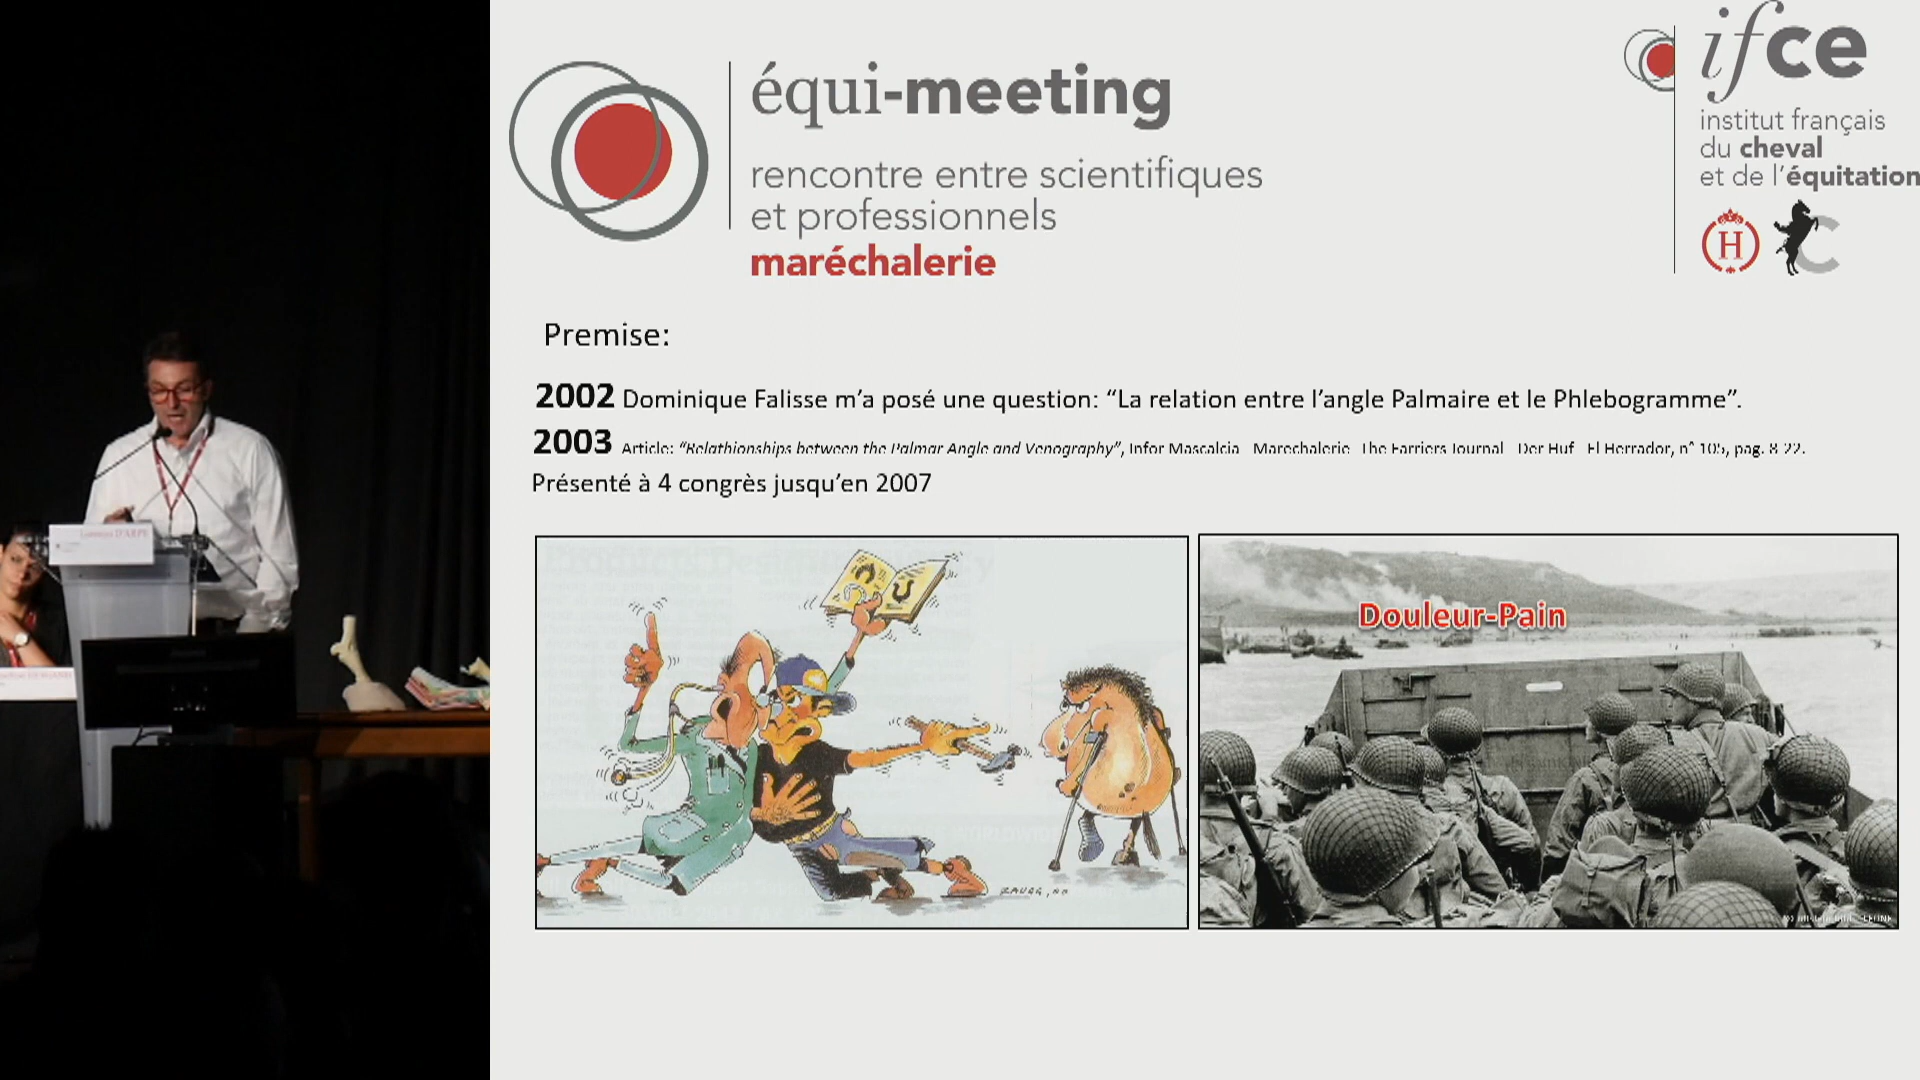 équi-meeting
rencontre entre scientifiques
et professionnels
maréchalerie
ifce
institut français
du cheval
et de l'équitation
H
C
Premise:
2002 Dominique Falisse m'a posé une question: "La relation entre l'angle Palmaire et le Phlebogramme".
2003 Article: "Relathionships between the Palmar Angle and Venography", Infor Mascalcia Marechalerie The Farriers Journal Der Huf El Herrador, n° 105, pag. 8 22.
Présenté à 4 congrès jusqu'en 2007
Douleur-Pain
D'ARPE